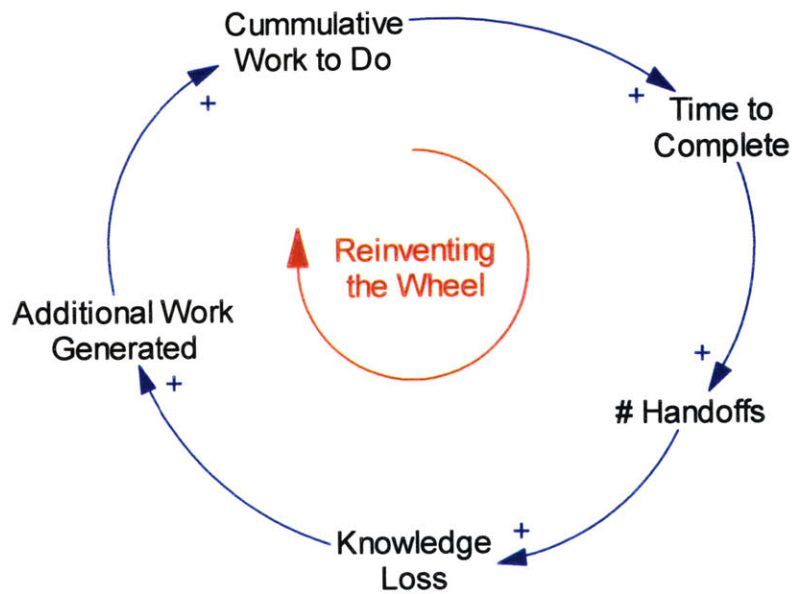 Cummulative
Work to Do
+
+
Time to
Complete
Reinventing
the Wheel
Additional Work
Generated
+
+
# Handoffs
+
Knowledge
Loss